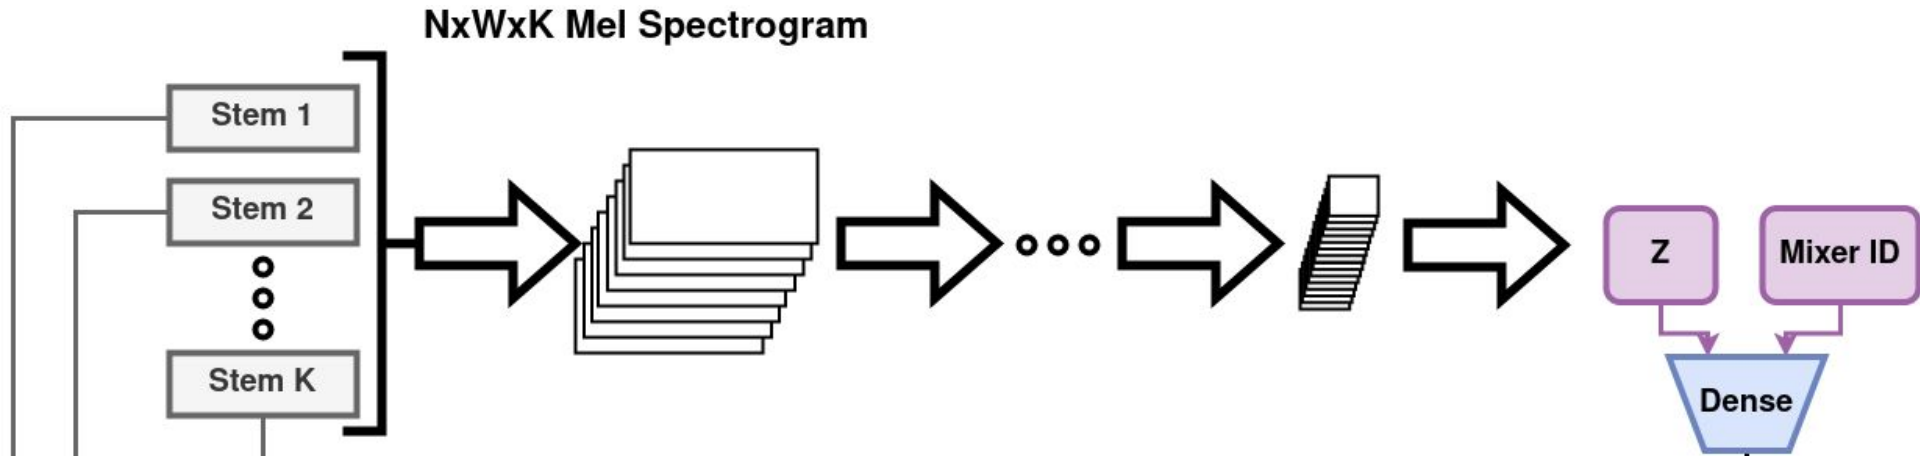 NxWxK Mel Spectrogram
Stem 1
Stem 2
Stem K
Z
Mixer ID
Dense